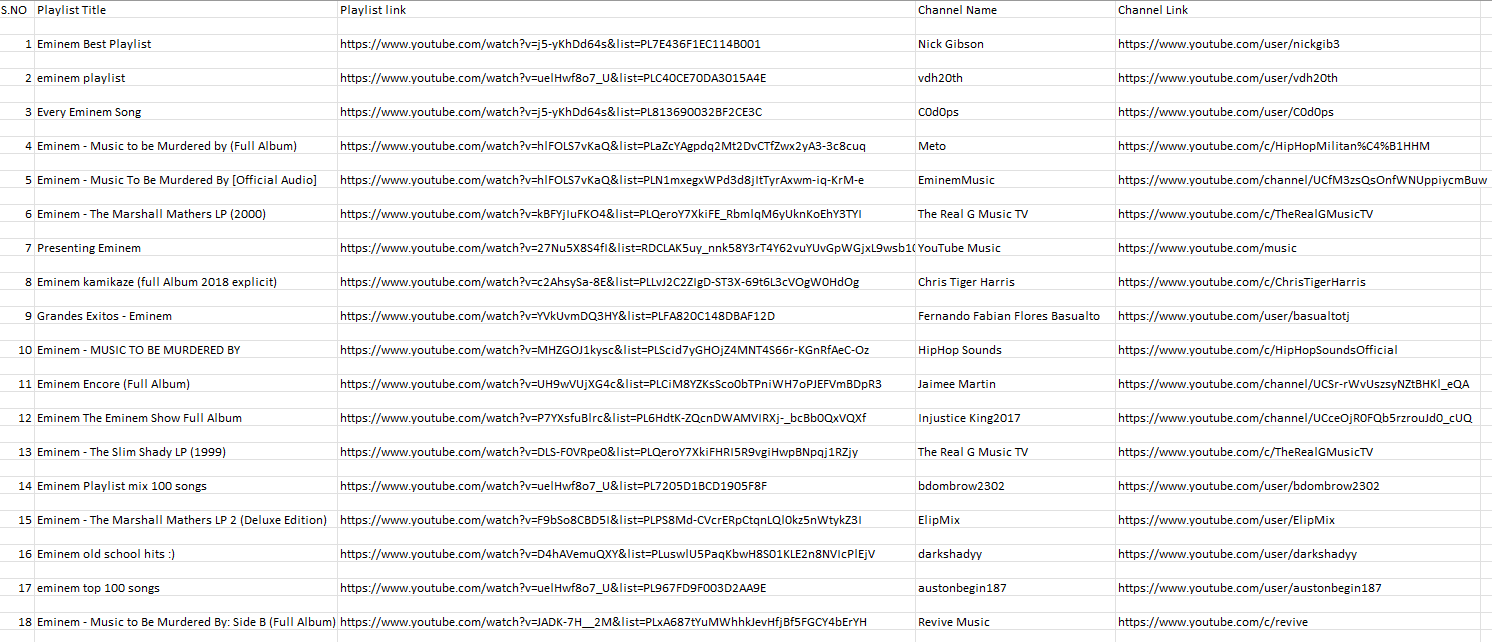 S.NO Playlist Title Playlist link Channel Name Channel Link
1 Eminem Best Playlist https://www.youtube.com/watch?v=j5-yKhDd64s&list=PL7E436F1EC114B001 Nick Gibson https://www.youtube.com/user/nickgib3
2 eminem playlist https://www.youtube.com/watch?v=uelHwf8o7_U&list=PLC40CE70DA3015A4E vdh20th https://www.youtube.com/user/vdh20th
3 Every Eminem Song https://www.youtube.com/watch?v=j5-yKhDd64s&list=PL813690032BF2CE3C C0d0ps https://www.youtube.com/user/C0d0ps
4 Eminem - Music to be Murdered by (Full Album) https://www.youtube.com/watch?v=hlFOLS7vKaQ&list=PLaZcYAgpdq2Mt2DvCTfZwx2yA3-3c8cuq Meto https://www.youtube.com/c/HipHopMilitan%C4%B1HHM
5 Eminem - Music To Be Murdered By [Official Audio] https://www.youtube.com/watch?v=hlFOLS7vKaQ&list=PLN1mxegxWPd3d8jItTyrAxwm-iq-KrM-e EminemMusic https://www.youtube.com/channel/UCfM3zsQsOnfWNUppiycmBuw
6 Eminem - The Marshall Mathers LP (2000) https://www.youtube.com/watch?v=kBFYjIuFKO4&list=PLQeroY7XkiFE_RbmlqM6yUknKoEhY3TYI The Real G Music TV https://www.youtube.com/c/TheRealGMusicTV
7 Presenting Eminem https://www.youtube.com/watch?v=27Nu5X8S4fI&list=RDCLAK5uy_nnk58Y3rT4Y62vuYUvGpWGjxL9wsb10 YouTube Music https://www.youtube.com/music
8 Eminem kamikaze (full Album 2018 explicit) https://www.youtube.com/watch?v=c2AhsySa-8E&list=PLLvJ2C2ZIgD-ST3X-69t6L3cVOgW0HdOg Chris Tiger Harris https://www.youtube.com/c/ChrisTigerHarris
9 Grandes Exitos - Eminem https://www.youtube.com/watch?v=YVkUvmDQ3HY&list=PLFA820C148DBAF12D Fernando Fabian Flores Basualto https://www.youtube.com/user/basualtotj
10 Eminem - MUSIC TO BE MURDERED BY https://www.youtube.com/watch?v=MHZGOJ1kysc&list=PLScid7yGHOjZ4MNT4S66r-KGnRfAeC-Oz HipHop Sounds https://www.youtube.com/c/HipHopSoundsOfficial
11 Eminem Encore (Full Album) https://www.youtube.com/watch?v=UH9wVUjXG4c&list=PLCiM8YZKsSco0bTPniWH7oPJEFVmBDpR3 Jaimee Martin https://www.youtube.com/channel/UCSr-rWvUszsyNZtBHKl_eQA
12 Eminem The Eminem Show Full Album https://www.youtube.com/watch?v=P7YXsfuBlrc&list=PL6HdtK-ZQcnDWAMVIRXj-_bcBb0QxVQXf Injustice King2017 https://www.youtube.com/channel/UCceOjR0FQb5rzrouJd0_cUQ
13 Eminem - The Slim Shady LP (1999) https://www.youtube.com/watch?v=DLS-F0VRpe0&list=PLQeroY7XkiFHRI5R9vgiHwpBNpqj1RZjy The Real G Music TV https://www.youtube.com/c/TheRealGMusicTV
14 Eminem Playlist mix 100 songs https://www.youtube.com/watch?v=uelHwf8o7_U&list=PL7205D1BCD1905F8F bdombrow2302 https://www.youtube.com/user/bdombrow2302
15 Eminem - The Marshall Mathers LP 2 (Deluxe Edition) https://www.youtube.com/watch?v=F9bSo8CBD5I&list=PLPS8Md-CVcrERpCtqnLQl0kz5nWtykZ3I ElipMix https://www.youtube.com/user/ElipMix
16 Eminem old school hits :) https://www.youtube.com/watch?v=D4hAVemuQXY&list=PLuswlU5PaqKbwH8S01KLE2n8NVIcPlEjV darkshadyy https://www.youtube.com/user/darkshadyy
17 eminem top 100 songs https://www.youtube.com/watch?v=uelHwf8o7_U&list=PL967FD9F003D2AA9E austonbegin187 https://www.youtube.com/user/austonbegin187
18 Eminem - Music to Be Murdered By: Side B (Full Album) https://www.youtube.com/watch?v=JADK-7H__2M&list=PLxA687tYuMWhhkJevHfjBf5FGCY4bErYH Revive Music https://www.youtube.com/c/revive